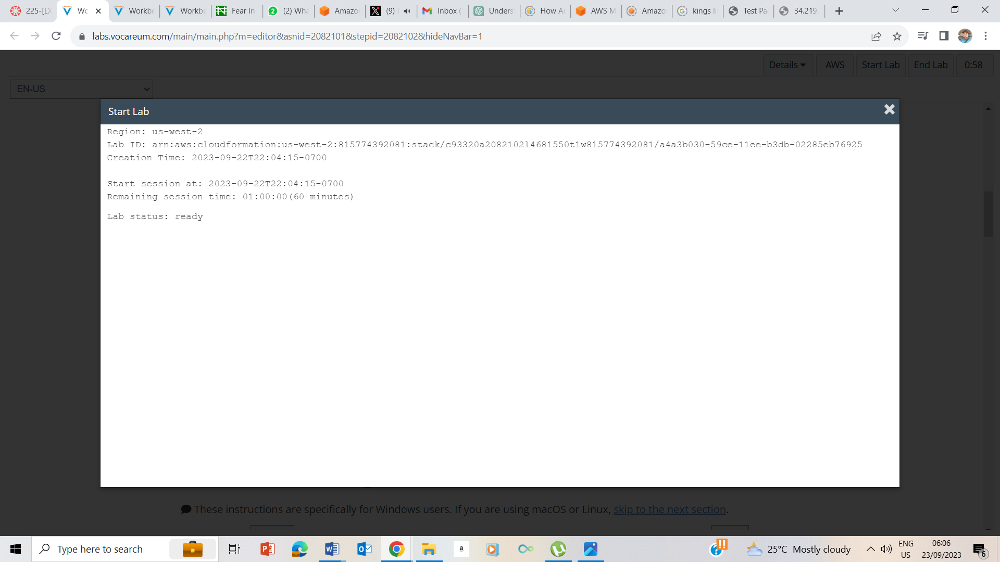 225-[LX
Wo
Workbe
Workbe
Fear In
(2) Wha
Amazo
(9)
Inbox (
Unders
How A
AWS M
Amazo
kings li
Test Pa
34.219.
labs.vocareum.com/main/main.php?m=editor&asnid=2082101&stepid=2082102&hideNavBar=1
Details
AWS
Start Lab
End Lab
0:58
EN-US
Start Lab
Region: us-west-2
Lab ID: arn:aws:cloudformation:us-west-2:815774392081:stack/c93320a2082102l4681550t1w815774392081/a4a3b030-59ce-11ee-b3db-02285eb76925
Creation Time: 2023-09-22T22:04:15-0700
Start session at: 2023-09-22T22:04:15-0700
Remaining session time: 01:00:00(60 minutes)
Lab status: ready
These instructions are specifically for Windows users. If you are using macOS or Linux, skip to the next section.
Type here to search
25°C Mostly cloudy
ENG
US
06:06
23/09/2023
6